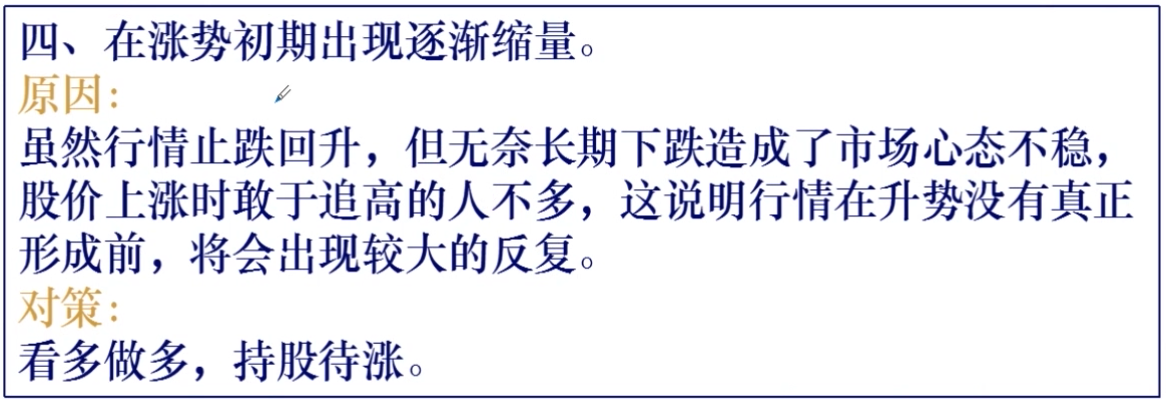 四、在涨势初期出现逐渐缩量。
原因：
虽然行情止跌回升，但无奈长期下跌造成了市场心态不稳，
股价上涨时敢于追高的人不多，这说明行情在升势没有真正
形成前，将会出现较大的反复。
对策：
看多做多，持股待涨。